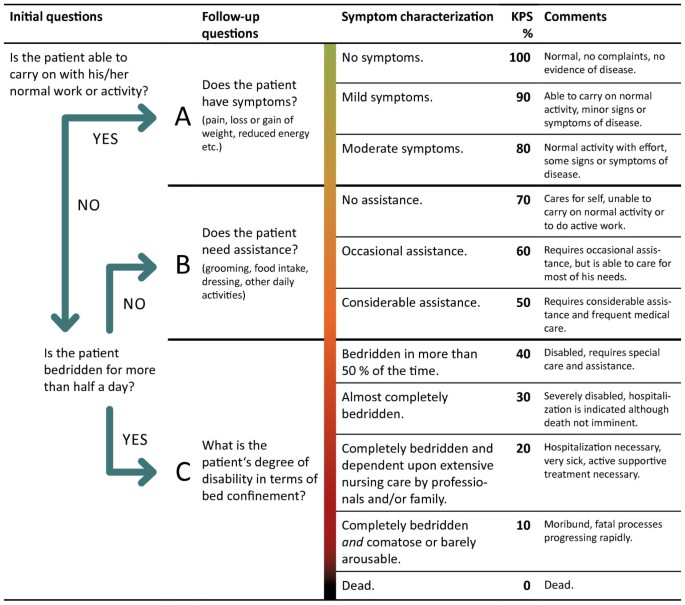 Initial questions
Follow-up
questions
Symptom characterization
KPS
%
Comments
Is the patient able to
carry on with his/her
normal work or activity?
YES
NO
A
Does the patient
have symptoms?
(pain, loss or gain of
weight, reduced energy
etc.)
No symptoms.
100
Normal, no complaints, no
evidence of disease.
Mild symptoms.
90
Able to carry on normal
activity, minor signs or
symptoms of disease.
Moderate symptoms.
80
Normal activity with effort,
some signs or symptoms of
disease.
B
Does the patient
need assistance?
(grooming, food intake,
dressing, other daily
activities)
NO
No assistance.
70
Cares for self, unable to
carry on normal activity or
to do active work.
Occasional assistance.
60
Requires occasional assis-
tance, but is able to care for
most of his needs.
Considerable assistance.
50
Requires considerable assis-
tance and frequent medical
care.
Is the patient
bedridden for more
than half a day?
YES
C
What is the
patient‘s degree of
disability in terms of
bed confinement?
Bedridden in more than
50 % of the time.
40
Disabled, requires special
care and assistance.
Almost completely
bedridden.
30
Severely disabled, hospitali-
zation is indicated although
death not imminent.
Completely bedridden and
dependent upon extensive
nursing care by professio-
nals and/or family.
20
Hospitalization necessary,
very sick, active supportive
treatment necessary.
Completely bedridden
and comatose or barely
arousable.
10
Moribund, fatal processes
progressing rapidly.
Dead.
0
Dead.